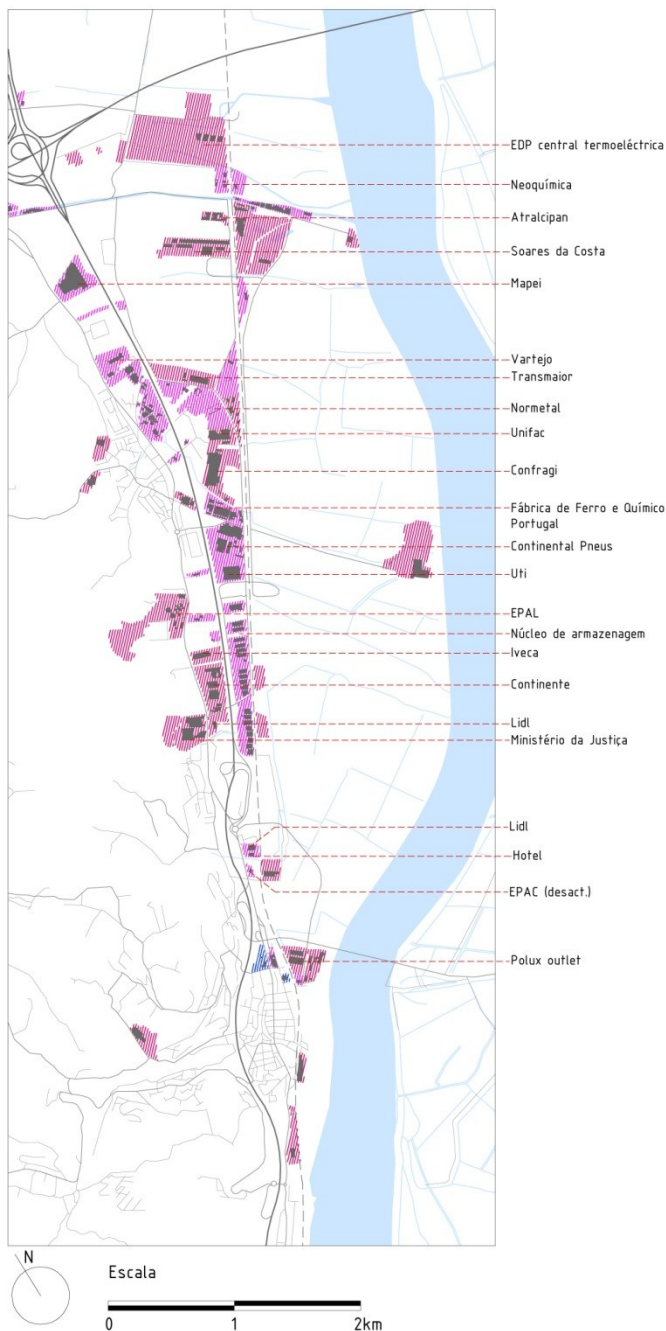 EDP central termoeléctrica
Neoquímica
Atralcipan
Soares da Costa
Mapei
Vartejo
Transmaior
Normetal
Unifac
Confragi
Fábrica de Ferro e Químico
Portugal
Continental Pneus
Uti
EPAL
Núcleo de armazenagem
Iveca
Continente
Lidl
Ministério da Justiça
Lidl
Hotel
EPAC (desact.)
Polux outlet
N
Escala
0 1 2km